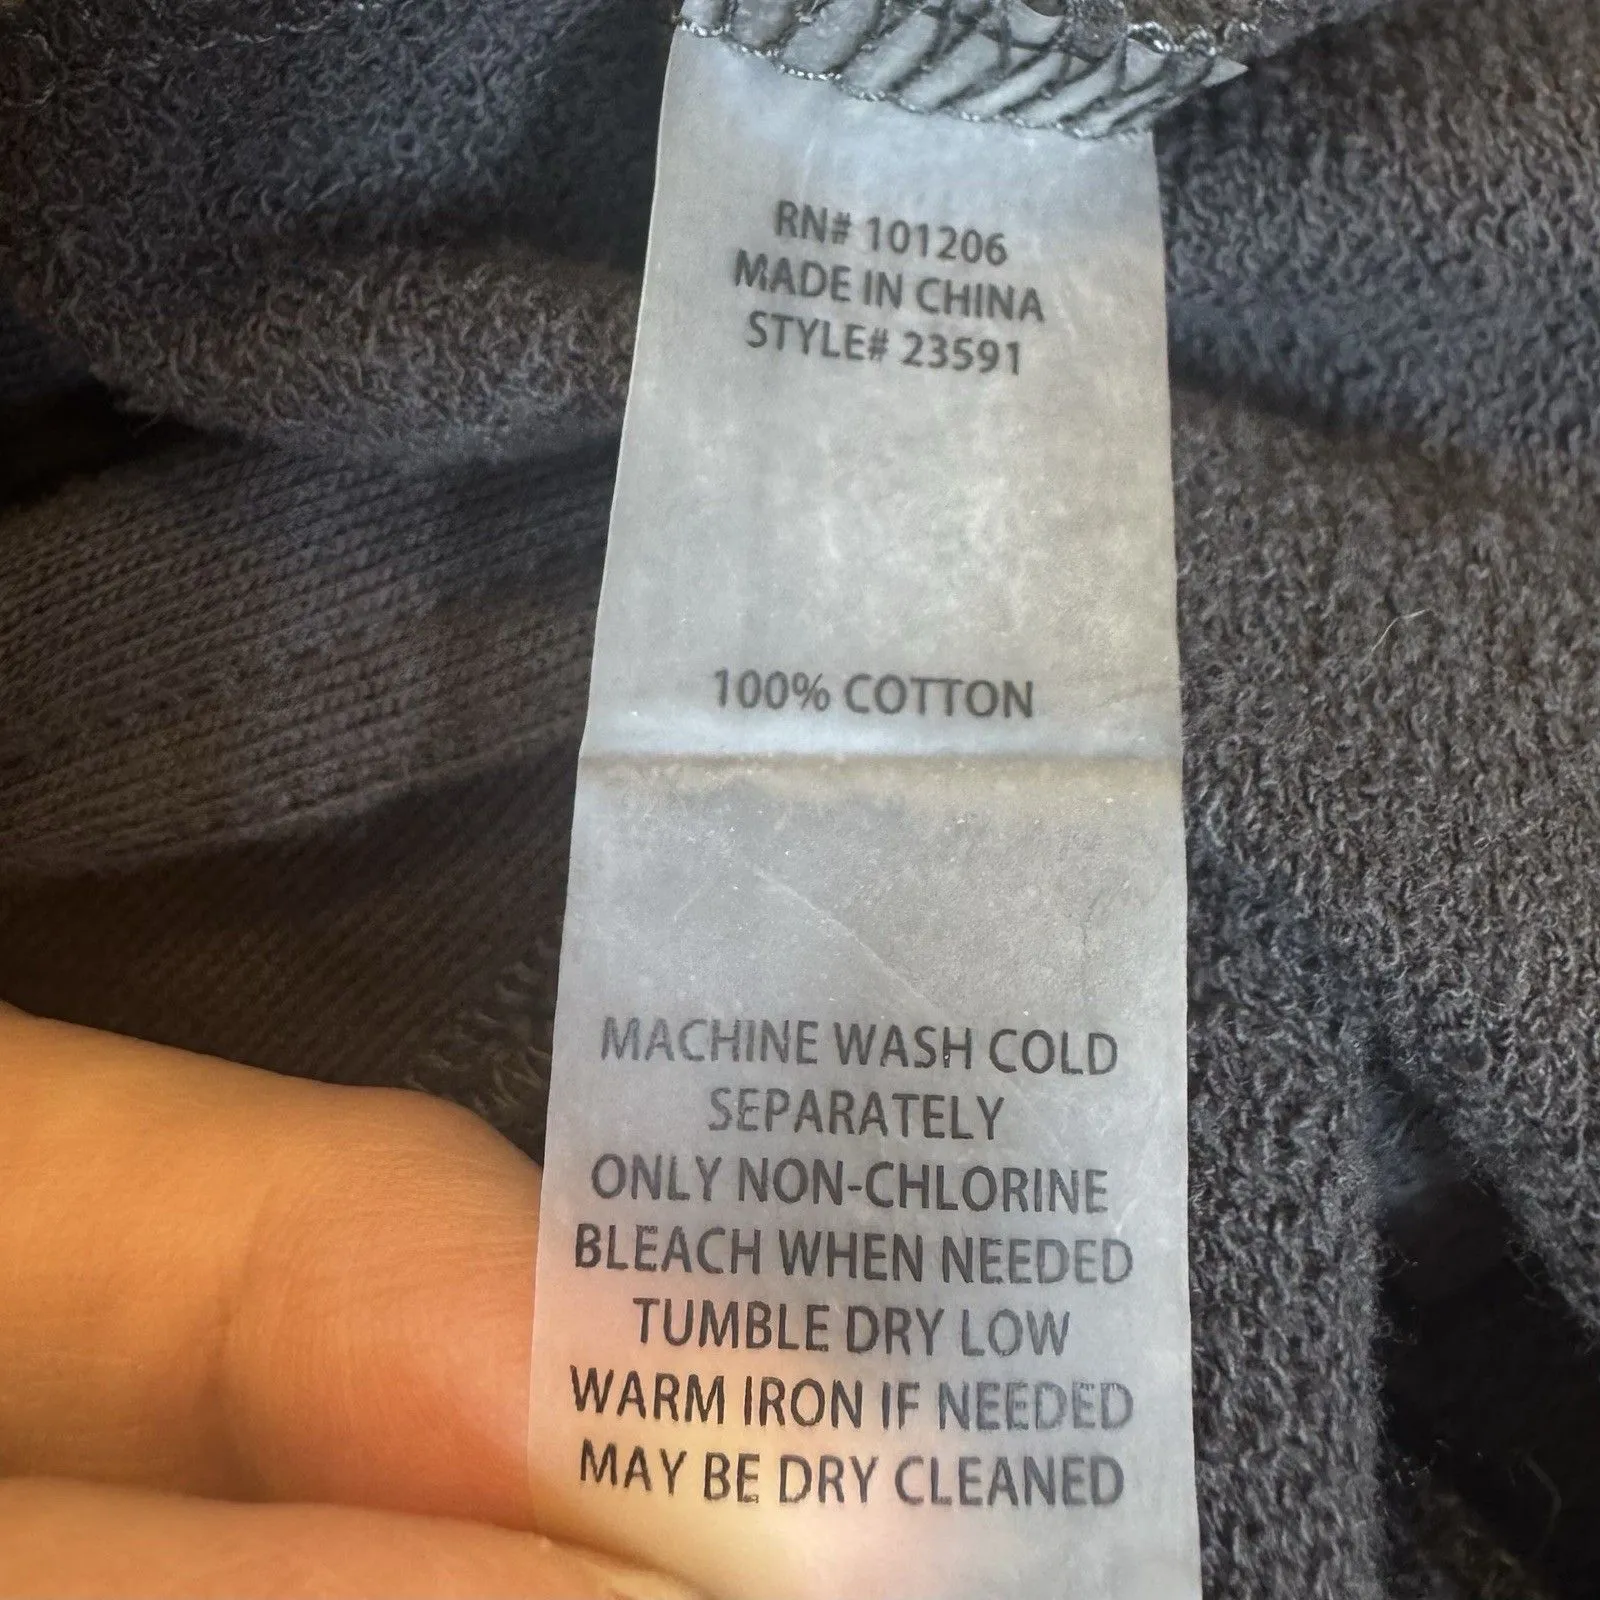 RN# 101206
MADE IN CHINA
STYLE# 23591
100% COTTON
MACHINE WASH COLD
SEPARATELY
ONLY NON-CHLORINE
BLEACH WHEN NEEDED
TUMBLE DRY LOW
WARM IRON IF NEEDED
MAY BE DRY CLEANED